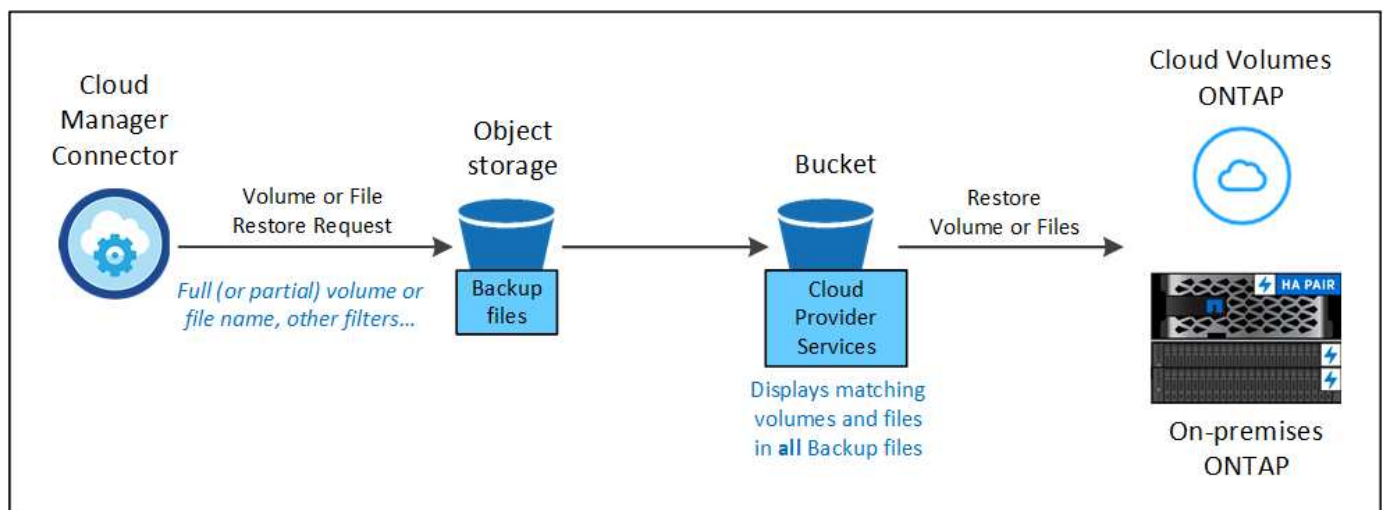 Cloud
Manager
Connector
Volume or File
Restore Request
Full (or partial) volume or
file name, other filters...
Object
storage
Backup
files
Bucket
Cloud
Provider
Services
Displays matching
volumes and files
in all Backup files
Restore
Volume or Files
Cloud Volumes
ONTAP
HA PAIR
On-premises
ONTAP